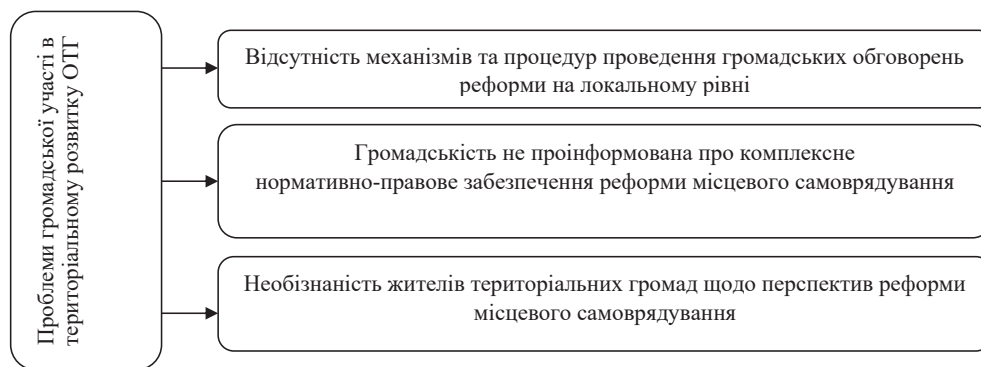 Проблеми громадської участі в
територіальному розвитку ОТГ
Відсутність механізмів та процедур проведення громадських обговорень
реформи на локальному рівні
Громадськість не проінформована про комплексне
нормативно-правове забезпечення реформи місцевого самоврядування
Необізнаність жителів територіальних громад щодо перспектив реформи
місцевого самоврядування